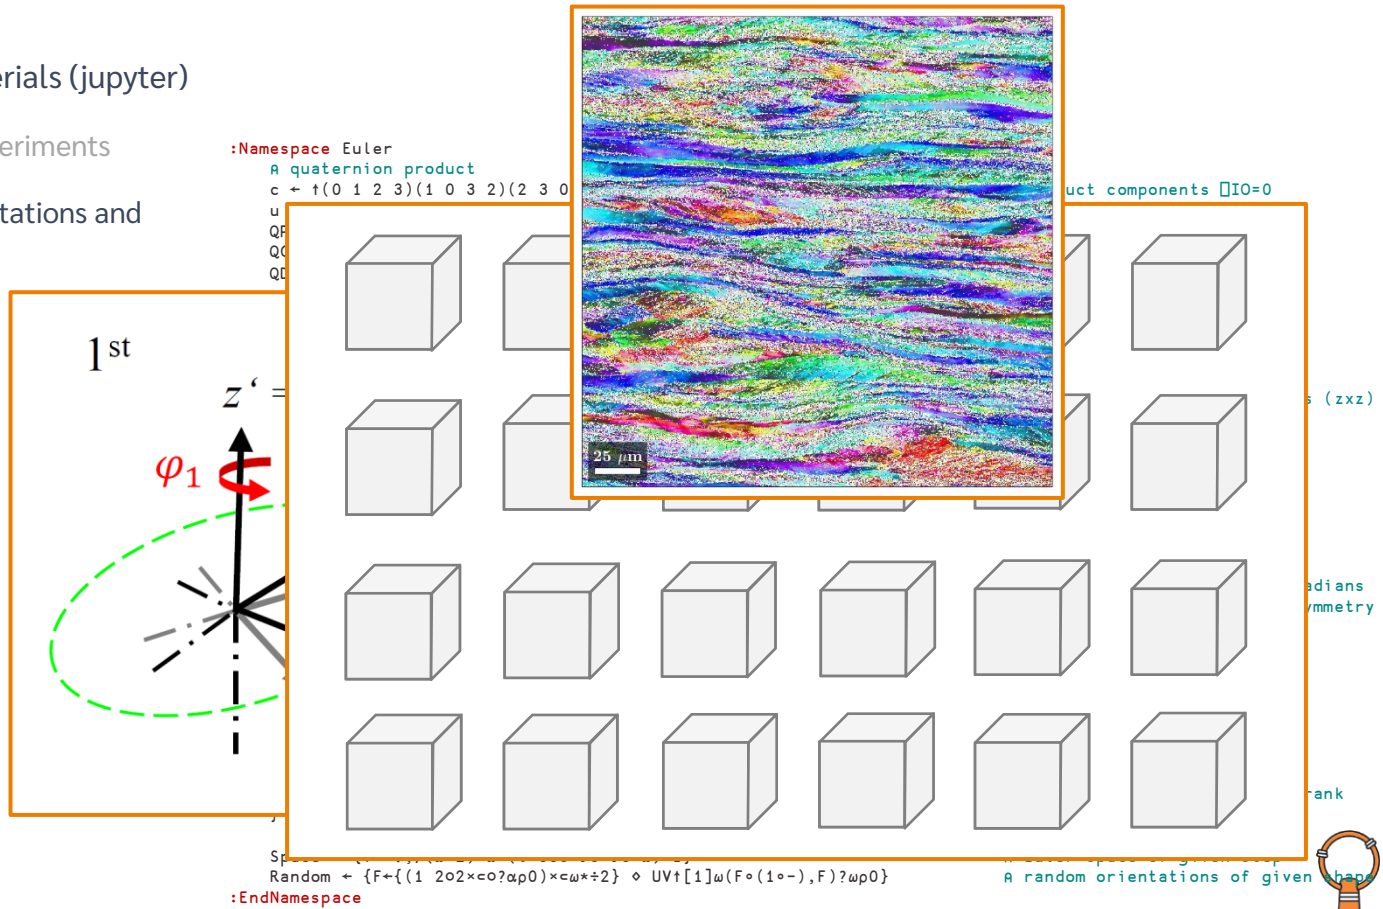 erials (jupyter)
eriments
tations and
:Namespace Euler
⍝ quaternion product
c ← ↑(0 1 2 3)(1 0 3 2)(2 3 0
uct components ⎕IO=0
u
1st
z‘ =
φ1
25 μm
s (zxz)
adians
ymmetry
rank
Random ← {F←{(1 2∘2×⊂○?⍺⍴0)×⊂⍵*÷2} ⋄ UV↑[1]⍵(F∘(1∘-),F)?⍵⍴0}
⍝ random orientations of given shape
:EndNamespace